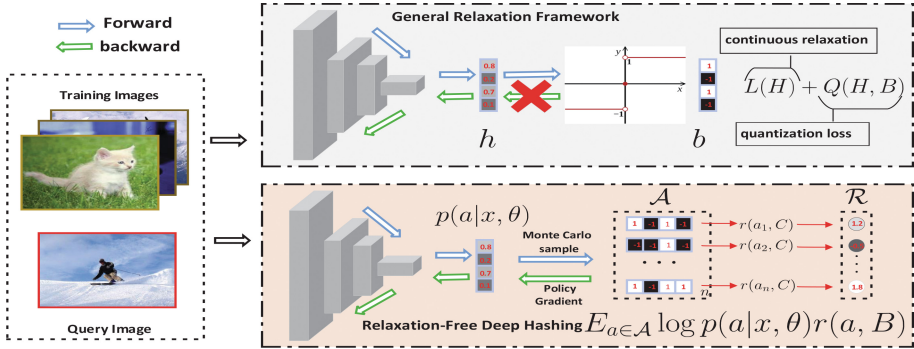 Forward
backward
Training Images
Query Image
General Relaxation Framework
0.8
0.7
h
y
1
x
−1
1
-1
1
-1
b
continuous relaxation
L(H) + Q(H, B)
quantization loss
p(a|x, θ)
0.8
0.7
Monte Carlo
sample
Policy
Gradient
Relaxation-Free Deep Hashing
A
1 -1 1 -1
-1 -1 1 -1
. .
1 1 1 1
n
r(a₁, C)
r(a₂, C)
r(aₙ, C)
R
1.2
1.8
E_{a∈A} log p(a|x, θ)r(a, B)